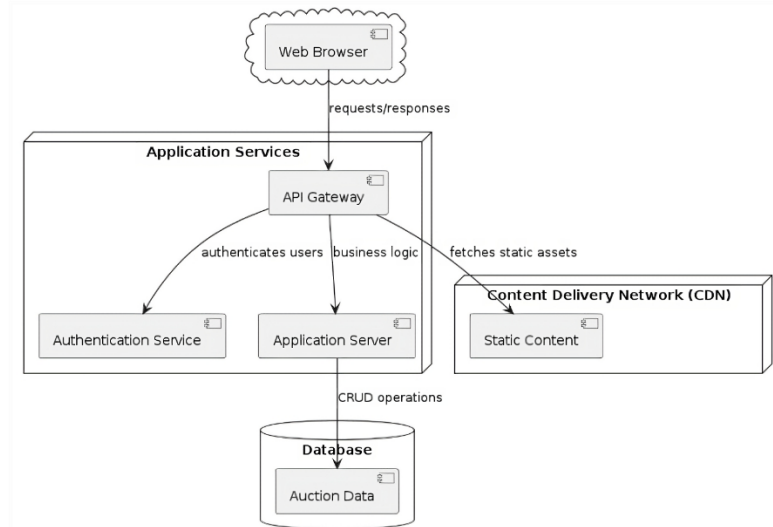 Web Browser
requests/responses
Application Services
API Gateway
authenticates users
business logic
fetches static assets
Content Delivery Network (CDN)
Authentication Service
Application Server
Static Content
CRUD operations
Database
Auction Data